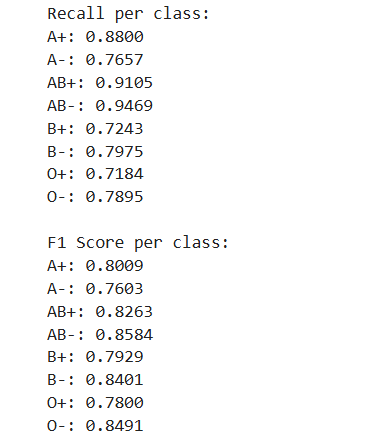 Recall per class:
A+: 0.8800
A-: 0.7657
AB+: 0.9105
AB-: 0.9469
B+: 0.7243
B-: 0.7975
O+: 0.7184
O-: 0.7895

F1 Score per class:
A+: 0.8009
A-: 0.7603
AB+: 0.8263
AB-: 0.8584
B+: 0.7929
B-: 0.8401
O+: 0.7800
O-: 0.8491